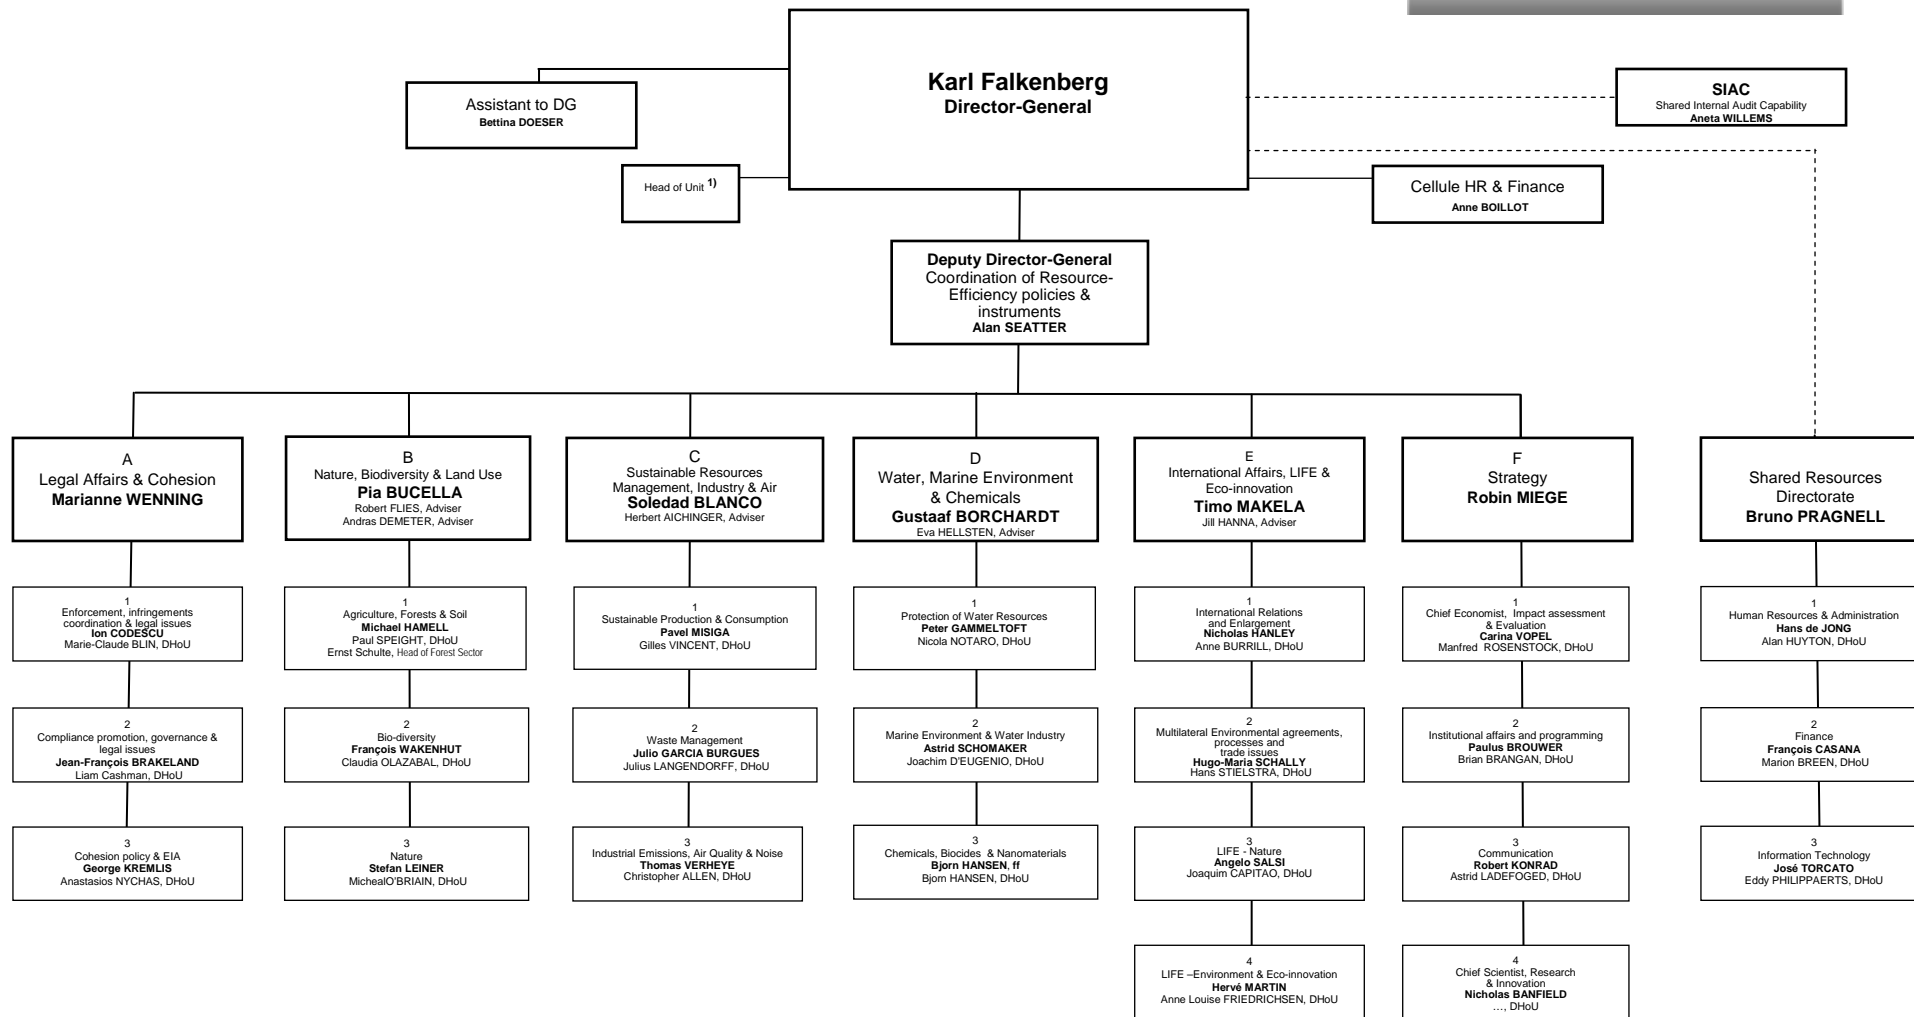 Karl Falkenberg
Director-General
Assistant to DG
Bettina DOESER
SIAC
Shared Internal Audit Capability
Aneta WILLEMS
Head of Unit 1)
Cellule HR & Finance
Anne BOILLOT
Deputy Director-General
Coordination of Resource-
Efficiency policies &
instruments
Alan SEATTER
A
Legal Affairs & Cohesion
Marianne WENNING
B
Nature, Biodiversity & Land Use
Pia BUCELLA
Robert FLIES, Adviser
Andras DEMETER, Adviser
C
Sustainable Resources
Management, Industry & Air
Soledad BLANCO
Herbert AICHINGER, Adviser
D
Water, Marine Environment
& Chemicals
Gustaaf BORCHARDT
Eva HELLSTEN, Adviser
E
International Affairs, LIFE &
Eco-innovation
Timo MAKELA
Jill HANNA, Adviser
F
Strategy
Robin MIEGE
Shared Resources
Directorate
Bruno PRAGNELL
1
Enforcement, infringements
coordination & legal issues
Ion CODESCU
Marie-Claude BLIN, DHoU
1
Agriculture, Forests & Soil
Michael HAMELL
Paul SPEIGHT, DHoU
Ernst Schulte, Head of Forest Sector
1
Sustainable Production & Consumption
Pavel MISIGA
Gilles VINCENT, DHoU
1
Protection of Water Resources
Peter GAMMELTOFT
Nicola NOTARO, DHoU
1
International Relations
and Enlargement
Nicholas HANLEY
Anne BURRILL, DHoU
1
Chief Economist, Impact assessment
& Evaluation
Carina VOPEL
Manfred ROSENSTOCK, DHoU
1
Human Resources & Administration
Hans de JONG
Alan HUYTON, DHoU
2
Compliance promotion, governance &
legal issues
Jean-François BRAKELAND
Liam Cashman, DHoU
2
Bio-diversity
François WAKENHUT
Claudia OLAZABAL, DHoU
2
Waste Management
Julio GARCIA BURGUES
Julius LANGENDORFF, DHoU
2
Marine Environment & Water Industry
Astrid SCHOMAKER
Joachim D'EUGENIO, DHoU
2
Multilateral Environmental agreements,
processes and
trade issues
Hugo-Maria SCHALLY
Hans STIELSTRA, DHoU
2
Institutional affairs and programming
Paulus BROUWER
Brian BRANGAN, DHoU
2
Finance
François CASANA
Marion BREEN, DHoU
3
Cohesion policy & EIA
George KREMLIS
Anastasios NYCHAS, DHoU
3
Nature
Stefan LEINER
MichealO'BRIAIN, DHoU
3
Industrial Emissions, Air Quality & Noise
Thomas VERHEYE
Christopher ALLEN, DHoU
3
Chemicals, Biocides & Nanomaterials
Bjorn HANSEN, ff
Bjorn HANSEN, DHoU
3
LIFE - Nature
Angelo SALSI
Joaquim CAPITAO, DHoU
3
Communication
Robert KONRAD
Astrid LADEFOGED, DHoU
3
Information Technology
José TORCATO
Eddy PHILIPPAERTS, DHoU
4
LIFE –Environment & Eco-innovation
Hervé MARTIN
Anne Louise FRIEDRICHSEN, DHoU
4
Chief Scientist, Research
& Innovation
Nicholas BANFIELD
…, DHoU